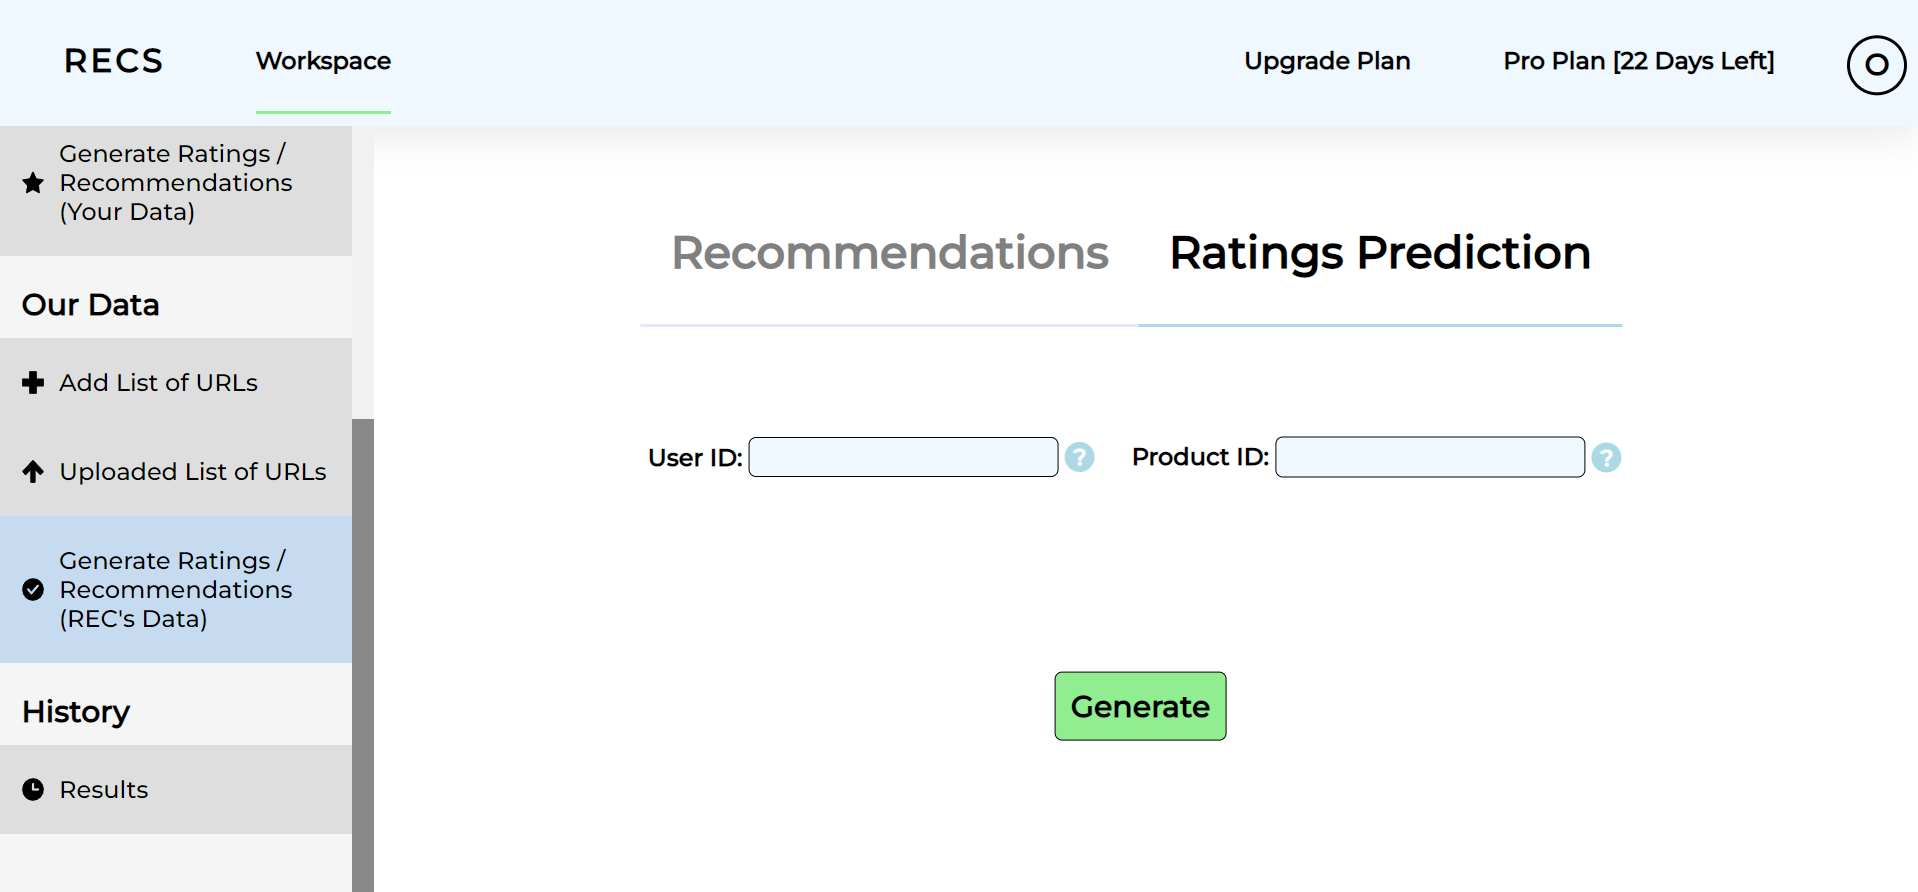 RECS
Workspace
Upgrade Plan
Pro Plan [22 Days Left]
O
Generate Ratings /
Recommendations
(Your Data)
Our Data
Add List of URLs
Uploaded List of URLs
Generate Ratings /
Recommendations
(REC's Data)
History
Results
Recommendations
Ratings Prediction
User ID:
?
Product ID:
?
Generate